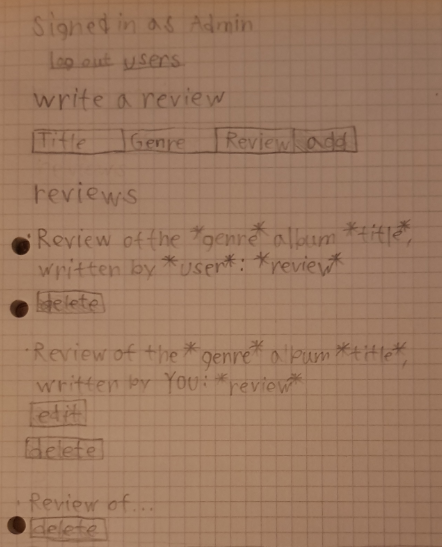 Signed in as Admin
Log out users
write a review
Title Genre Review add
reviews
Review of the *genre* album *title*,
written by *user*: *review*
delete
Review of the *genre* album *title*,
written by YOU: *review*
edit
delete
Review of...
delete